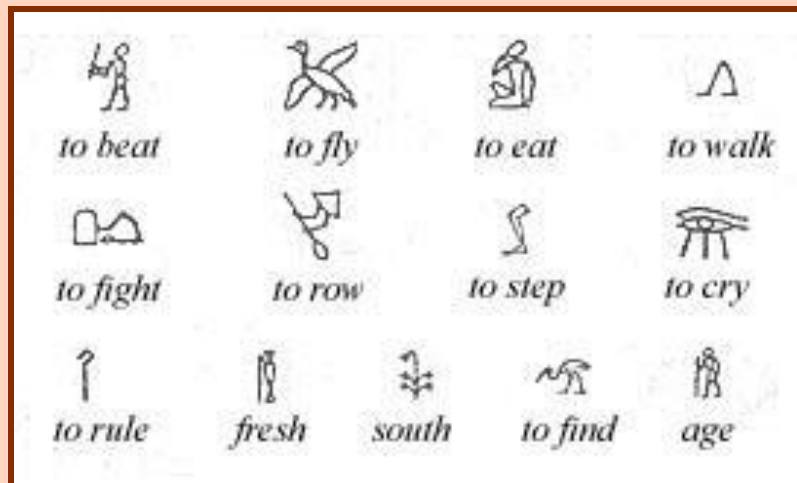 to beat to fly to eat to walk
to fight to row to step to cry
to rule fresh south to find age